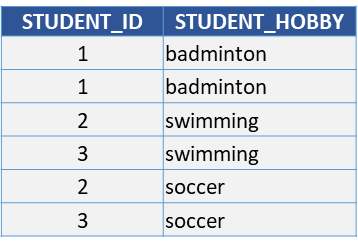 STUDENT_ID STUDENT_HOBBY
1 badminton
1 badminton
2 swimming
3 swimming
2 soccer
3 soccer